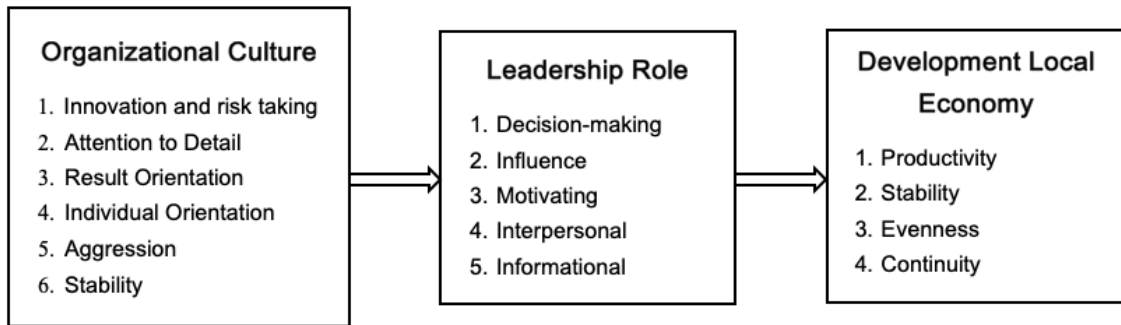 Organizational Culture
1. Innovation and risk taking
2. Attention to Detail
3. Result Orientation
4. Individual Orientation
5. Aggression
6. Stability
Leadership Role
1. Decision-making
2. Influence
3. Motivating
4. Interpersonal
5. Informational
Development Local
Economy
1. Productivity
2. Stability
3. Evenness
4. Continuity